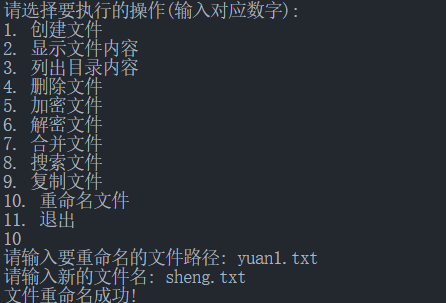 请选择要执行的操作(输入对应数字):
1. 创建文件
2. 显示文件内容
3. 列出目录内容
4. 删除文件
5. 加密文件
6. 解密文件
7. 合并文件
8. 搜索文件
9. 复制文件
10. 重命名文件
11. 退出
10
请输入要重命名的文件路径: yuan1.txt
请输入新的文件名: sheng.txt
文件重命名成功!